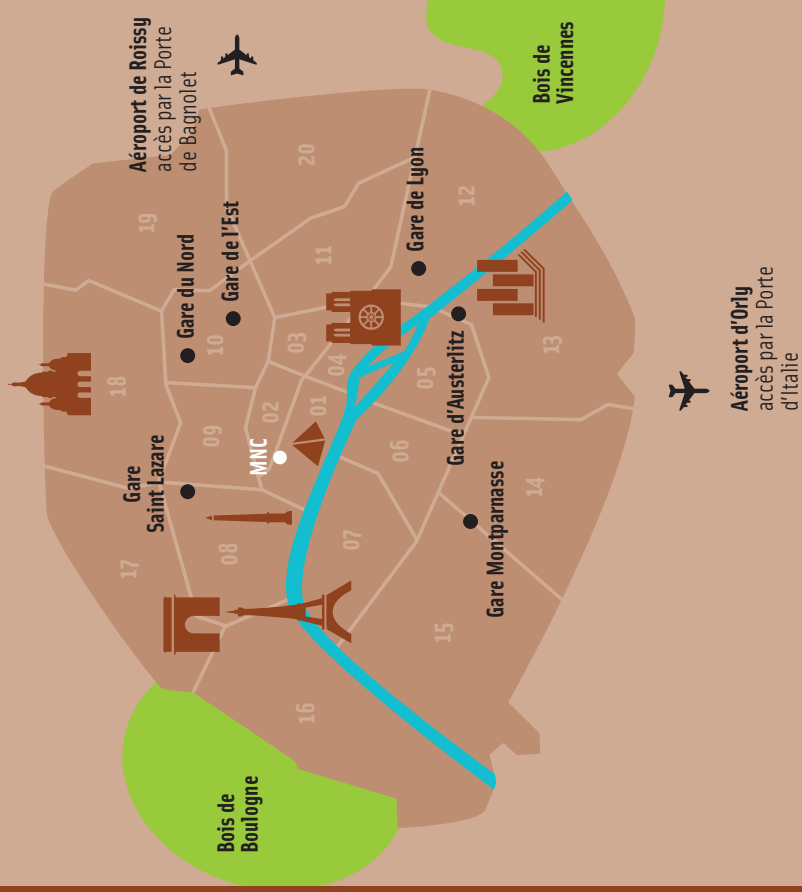 Aéroport de Roissy
accès par la Porte
de Bagnolet
Bois de
Vincennes
20
19
12
Gare de Lyon
Gare de l'Est
Gare du Nord
11
10
03
04
18
13
05
02
01
09
06
MNC
Gare d'Austerlitz
Aéroport d'Orly
accès par la Porte
d'Italie
Gare
Saint Lazare
14
17
08
07
Gare Montparnasse
15
16
Bois de
Boulogne